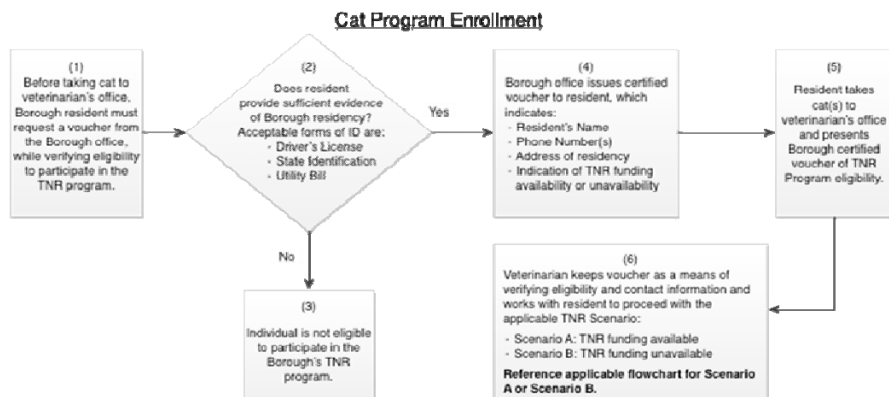 Cat Program Enrollment
(1)
Before taking cat to
veterinarian's office,
Borough resident must
request a voucher from
the Borough office,
while verifying eligibility
to participate in the
TNR program.
(2)
Does resident
provide sufficient evidence
of Borough residency?
Acceptable forms of ID are:
- Driver's License
- State Identification
- Utility Bill
Yes
No
(3)
Individual is not eligible
to participate in the
Borough's TNR
program.
(4)
Borough office issues certified
voucher to resident, which
indicates:
- Resident's Name
- Phone Number(s)
- Address of residency
- Indication of TNR funding
availability or unavailability
(5)
Resident takes
cat(s) to
veterinarian's office
and presents
Borough certified
voucher of TNR
Program eligibility.
(6)
Veterinarian keeps voucher as a means of
verifying eligibility and contact information and
works with resident to proceed with the
applicable TNR Scenario:
- Scenario A: TNR funding available
- Scenario B: TNR funding unavailable
Reference applicable flowchart for Scenario
A or Scenario B.